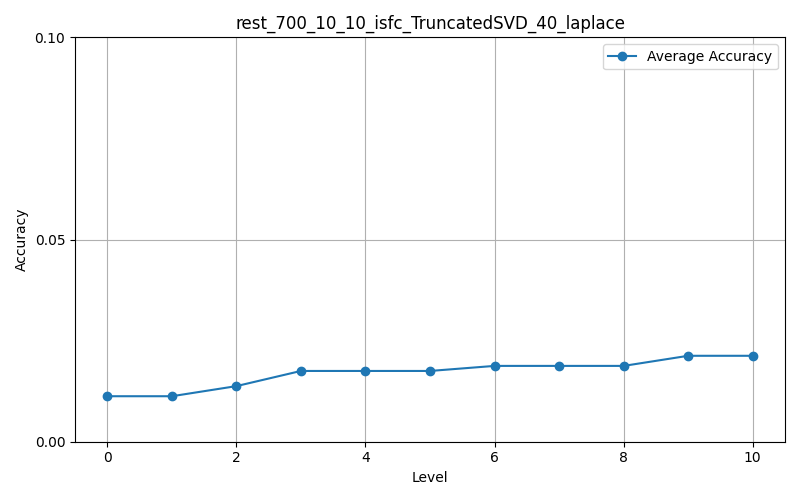 rest_700_10_10_isfc_TruncatedSVD_40_laplace
Average Accuracy
0.10
0.05
0.00
Accuracy
0 2 4 6 8 10
Level